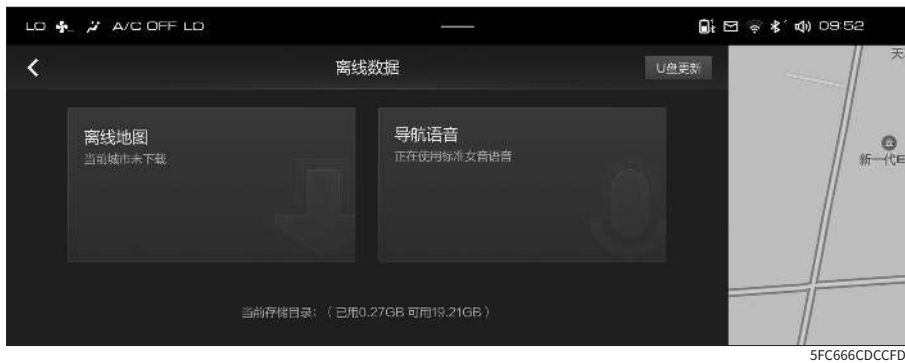 LO A/C OFF LO 09:52
离线数据
U盘更新
天
离线地图
当前城市未下载
导航语音
正在使用标准女音语音
新一代
当前存储目录：（已用0.27GB 可用19.21GB）
5FC666CDCCFD